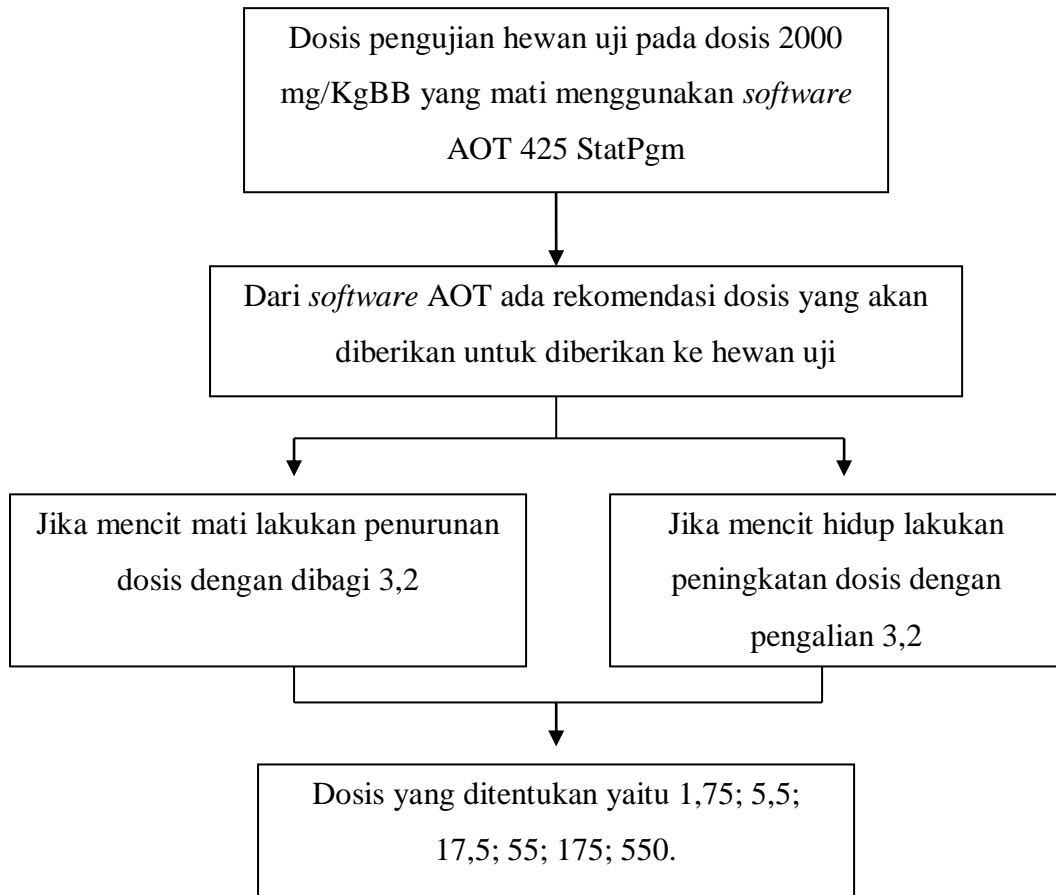 Dosis pengujian hewan uji pada dosis 2000
mg/KgBB yang mati menggunakan software
AOT 425 StatPgm
Dari software AOT ada rekomendasi dosis yang akan
diberikan untuk diberikan ke hewan uji
Jika mencit mati lakukan penurunan
dosis dengan dibagi 3,2
Jika mencit hidup lakukan
peningkatan dosis dengan
pengalian 3,2
Dosis yang ditentukan yaitu 1,75; 5,5;
17,5; 55; 175; 550.